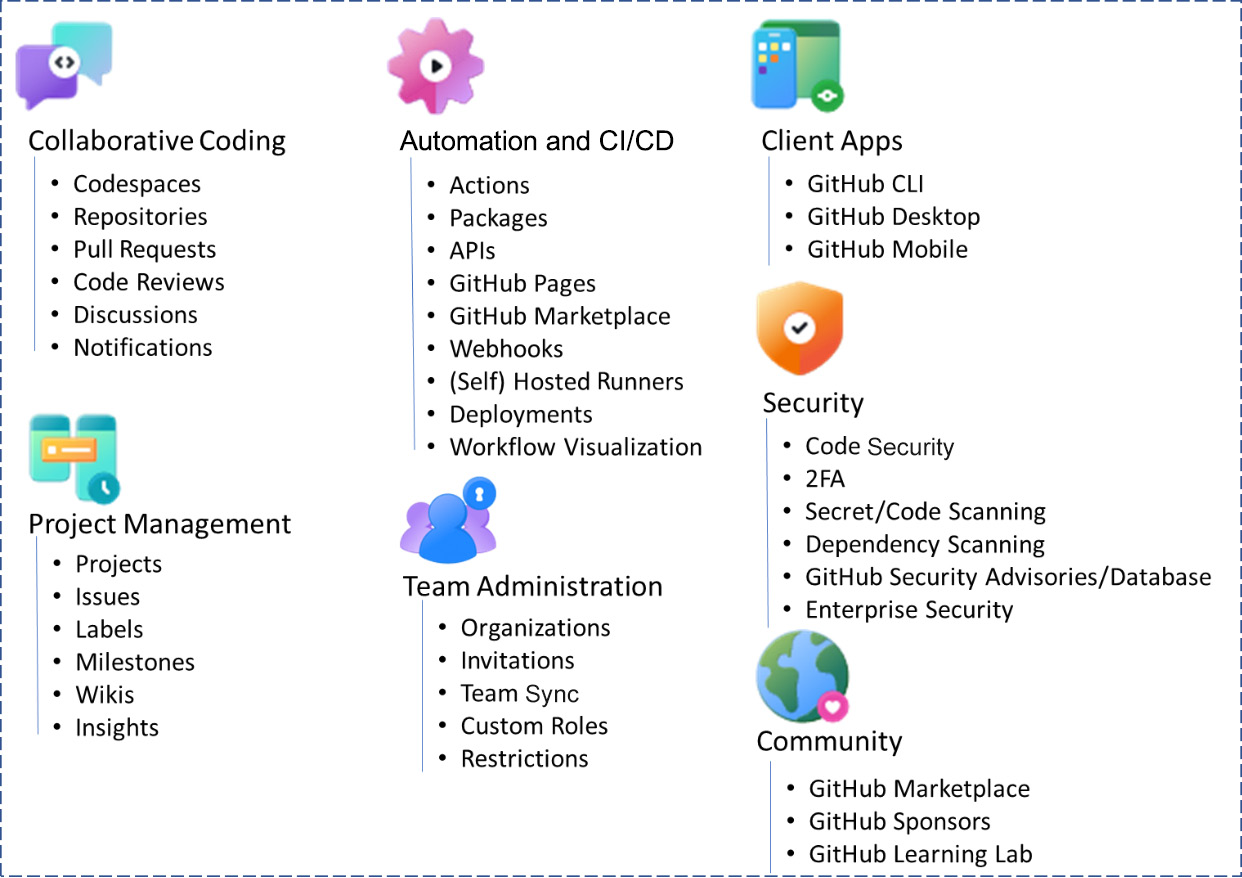 Collaborative Coding
• Codespaces
• Repositories
• Pull Requests
• Code Reviews
• Discussions
• Notifications
Project Management
• Projects
• Issues
• Labels
• Milestones
• Wikis
• Insights
Automation and CI/CD
• Actions
• Packages
• APIs
• GitHub Pages
• GitHub Marketplace
• Webhooks
• (Self) Hosted Runners
• Deployments
• Workflow Visualization
Team Administration
• Organizations
• Invitations
• Team Sync
• Custom Roles
• Restrictions
Client Apps
• GitHub CLI
• GitHub Desktop
• GitHub Mobile
Security
• Code Security
• 2FA
• Secret/Code Scanning
• Dependency Scanning
• GitHub Security Advisories/Database
• Enterprise Security
Community
• GitHub Marketplace
• GitHub Sponsors
• GitHub Learning Lab